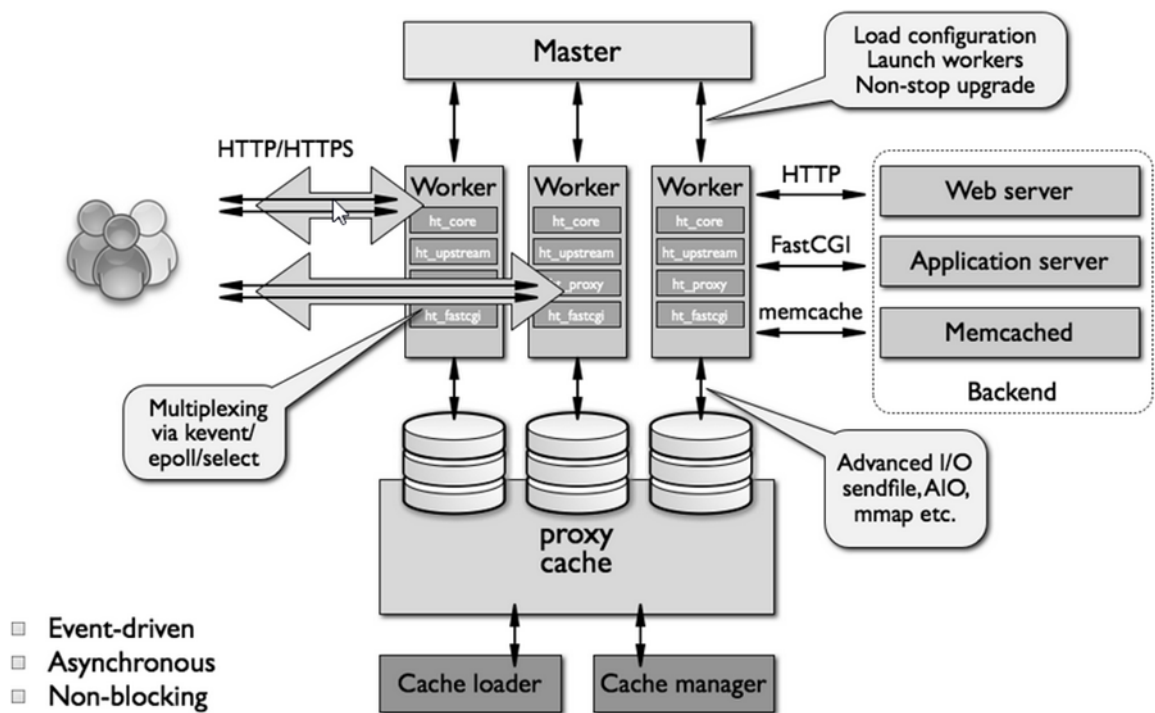 Master
Load configuration
Launch workers
Non-stop upgrade
HTTP/HTTPS
Worker
ht_core
ht_upstream
ht_fastcgi
Worker
ht_core
ht_upstream
ht_proxy
ht_fastcgi
Worker
ht_core
ht_upstream
ht_proxy
ht_fastcgi
HTTP
FastCGI
memcache
Web server
Application server
Memcached
Backend
Multiplexing
via kevent/
epoll/select
Advanced I/O
sendfile, AIO,
mmap etc.
proxy
cache
Cache loader
Cache manager
Event-driven
Asynchronous
Non-blocking